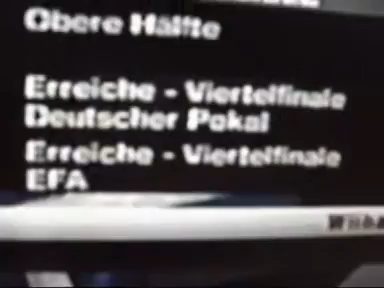 Obere Hälfte
Erreiche - Viertelfinale
Deutscher Pokal
Erreiche - Viertelfinale
EFA